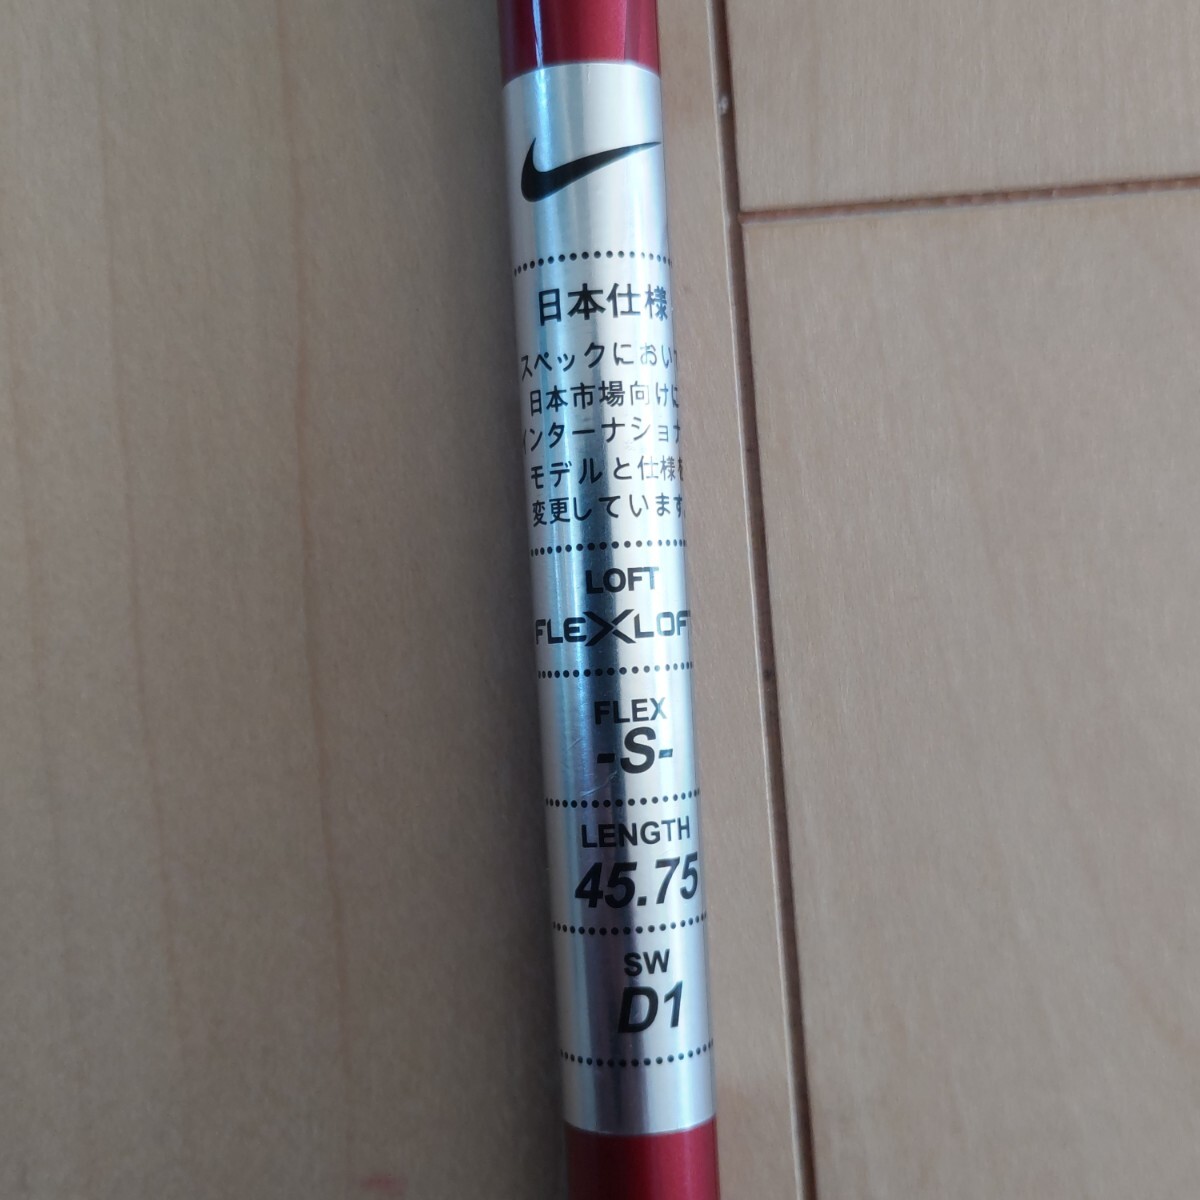 日本仕様
スペックにおいて
日本市場向けに
インターナショナ
モデルと仕様を
変更しています。
LOFT
FLEXLOFT
FLEX
-S-
LENGTH
45.75
SW
D1